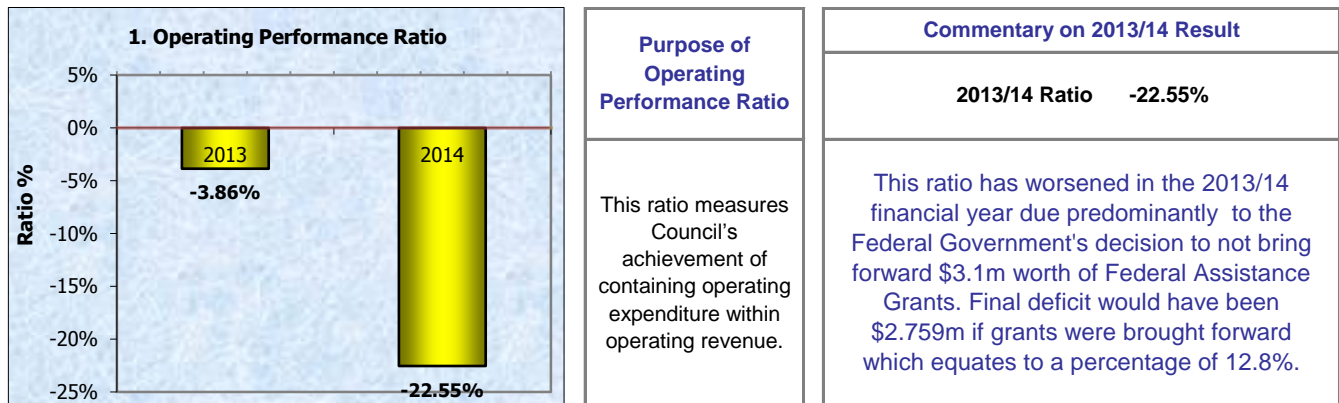 1. Operating Performance Ratio
5%
0%
-5%
-10%
-15%
-20%
-25%
Ratio %
2013
-3.86%
2014
-22.55%
Purpose of
Operating
Performance Ratio
This ratio measures
Council's
achievement of
containing operating
expenditure within
operating revenue.
Commentary on 2013/14 Result
2013/14 Ratio -22.55%
This ratio has worsened in the 2013/14
financial year due predominantly to the
Federal Government's decision to not bring
forward $3.1m worth of Federal Assistance
Grants. Final deficit would have been
$2.759m if grants were brought forward
which equates to a percentage of 12.8%.